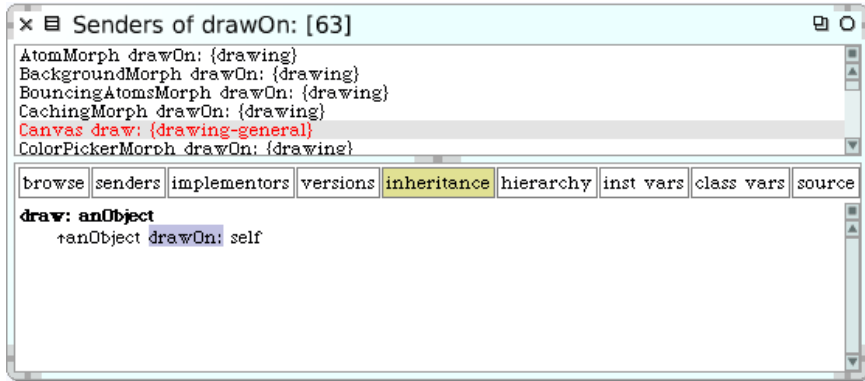 Senders of drawOn: [63]
AtomMorph drawOn: {drawing}
BackgroundMorph drawOn: {drawing}
BouncingAtomsMorph drawOn: {drawing}
CachingMorph drawOn: {drawing}
Canvas draw: {drawing-general}
ColorPickerMorph drawOn: {drawing}
browse senders implementors versions inheritance hierarchy inst vars class vars source
draw: anObject
↑anObject drawOn: self